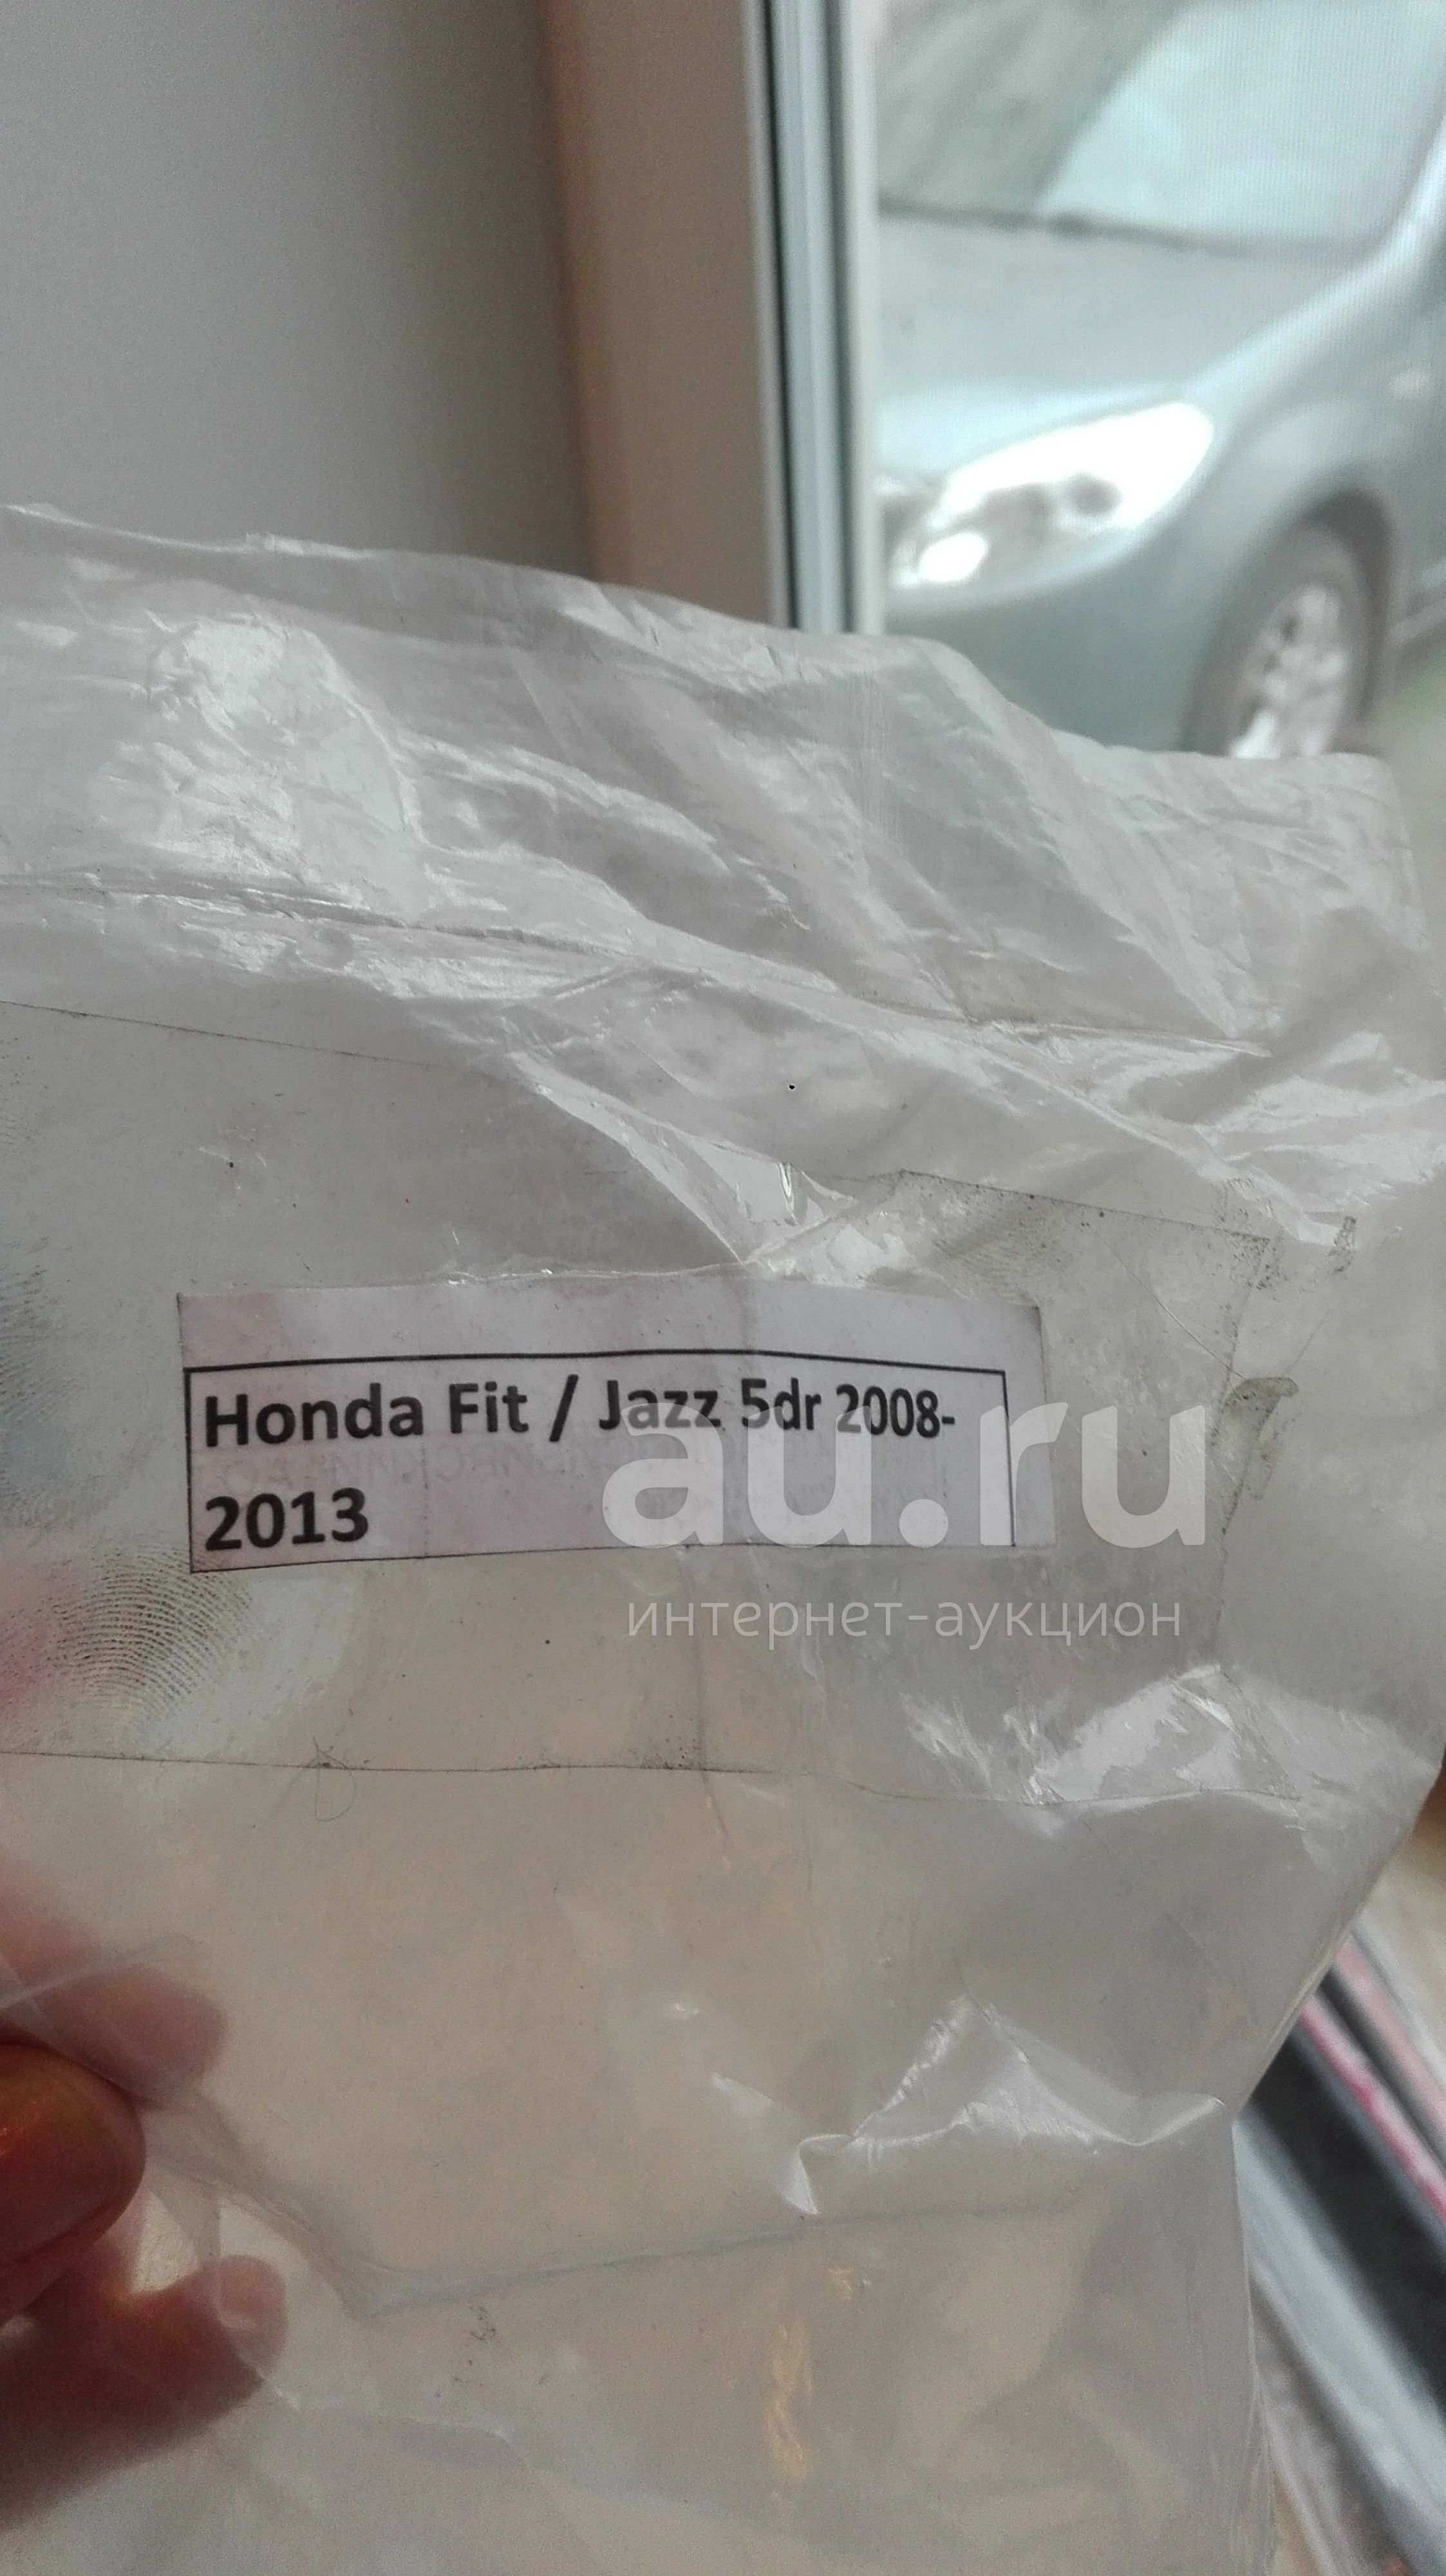 Honda Fit / Jazz 5dr 2008-
2013
au.ru
интернет-аукцион